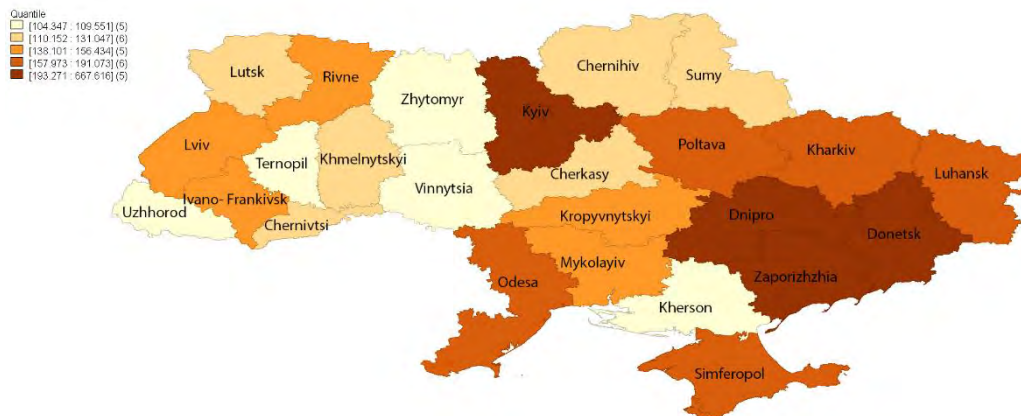 Quantile
[104.347 : 109.551] (5)
[110.152 : 131.047] (6)
[138.101 : 156.434] (5)
[157.973 : 191.073] (6)
[193.271 : 667.616] (5)
Lutsk
Rivne
Zhytomyr
Kyiv
Chernihiv
Sumy
Lviv
Ternopil
Khmelnytskyi
Vinnytsia
Cherkasy
Poltava
Kharkiv
Luhansk
Uzhhorod
Ivano- Frankivsk
Chernivtsi
Kropyvnytskyi
Dnipro
Donetsk
Odesa
Mykolayiv
Zaporizhzhia
Kherson
Simferopol